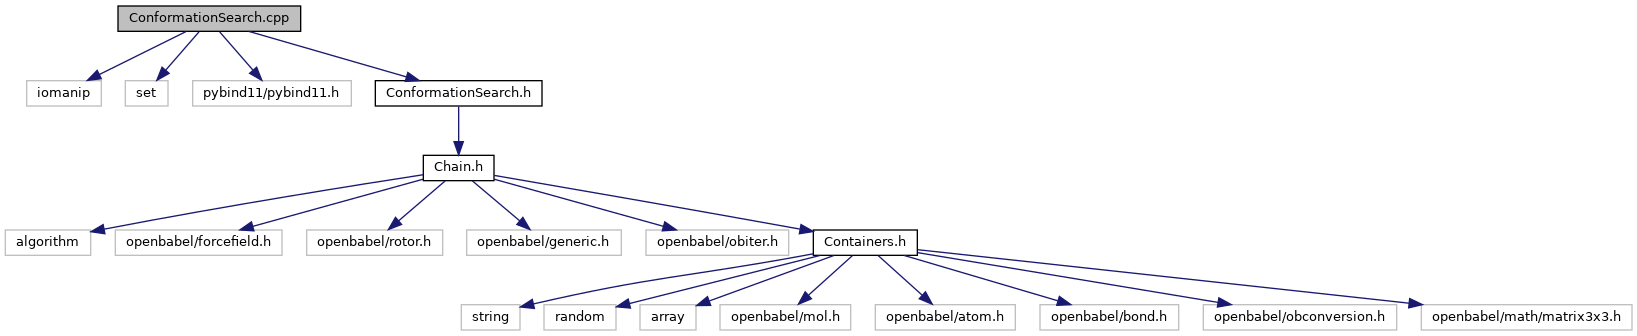 ConformationSearch.cpp
iomanip
set
pybind11/pybind11.h
ConformationSearch.h
Chain.h
algorithm
openbabel/forcefield.h
openbabel/rotor.h
openbabel/generic.h
openbabel/obiter.h
Containers.h
string
random
array
openbabel/mol.h
openbabel/atom.h
openbabel/bond.h
openbabel/obconversion.h
openbabel/math/matrix3x3.h